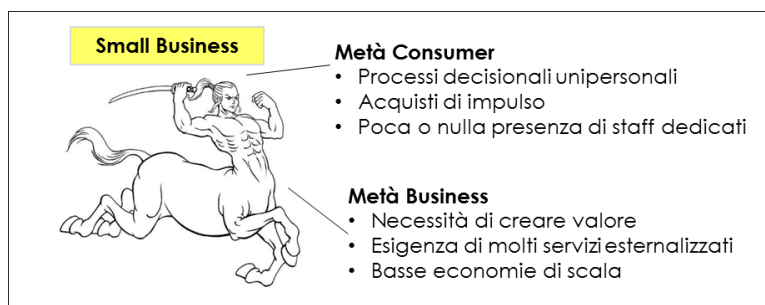 Small Business
Metà Consumer
• Processi decisionali unipersonali
• Acquisti di impulso
• Poca o nulla presenza di staff dedicati
Metà Business
• Necessità di creare valore
• Esigenza di molti servizi esternalizzati
• Basse economie di scala